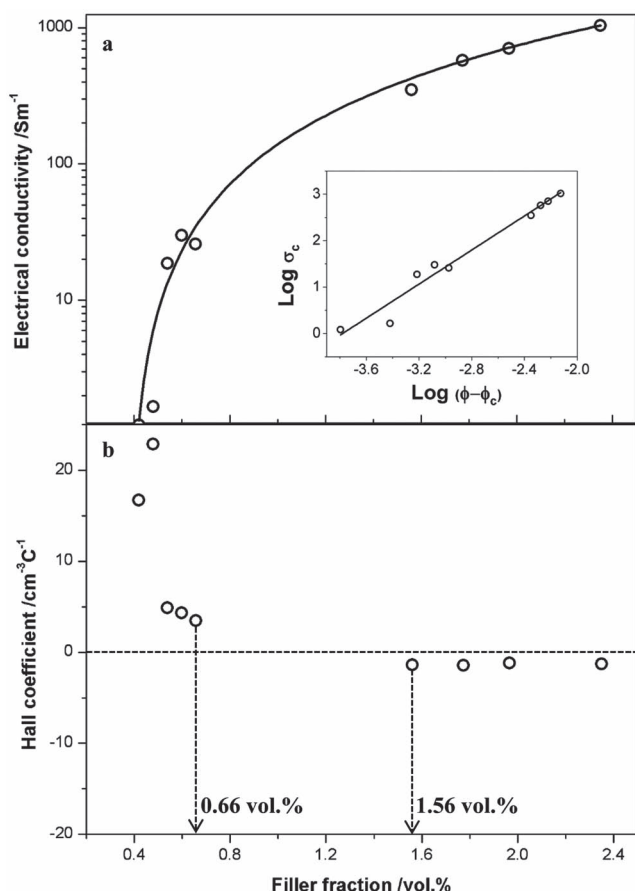 a
1000
100
10
Electrical conductivity /Sm⁻¹
3
2
1
0
Log σc
-3.6 -2.8 -2.4 -2.0
Log (ϕ−ϕc)
b
20
10
0
-10
-20
Hall coefficient /cm⁻³C⁻¹
0.66 vol.%
1.56 vol.%
0.4 0.8 1.2 1.6 2.0 2.4
Filler fraction /vol.%